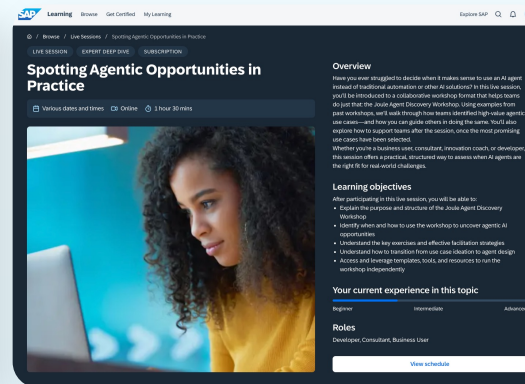 SAP Learning Browse Get Certified My Learning Explore SAP
/ Browse / Live Sessions / Spotting Agentic Opportunities in Practice
LIVE SESSION EXPERT DEEP DIVE SUBSCRIPTION
Spotting Agentic Opportunities in
Practice
Various dates and times Online 1 hour 30 mins
Overview
Have you ever struggled to decide when it makes sense to use an AI agent
instead of traditional automation or other AI solutions? In this live session,
you'll be introduced to a collaborative workshop format that helps teams
do just that: the Joule Agent Discovery Workshop. Using examples from
past workshops, we'll walk through how teams identified high-value agentic
use cases—and how you can guide others in doing the same. You'll also
explore how to support teams after the session, once the most promising
use cases have been selected.
Whether you're a business user, consultant, innovation coach, or developer,
this session offers a practical, structured way to assess when AI agents are
the right fit for real-world challenges.
Learning objectives
After participating in this live session, you will be able to:
• Explain the purpose and structure of the Joule Agent Discovery
Workshop
• Identify when and how to use the workshop to uncover agentic AI
opportunities
• Understand the key exercises and effective facilitation strategies
• Understand how to transition from use case ideation to agent design
• Access and leverage templates, tools, and resources to run the
workshop independently
Your current experience in this topic
Beginner Intermediate Advanced
Roles
Developer, Consultant, Business User
View schedule